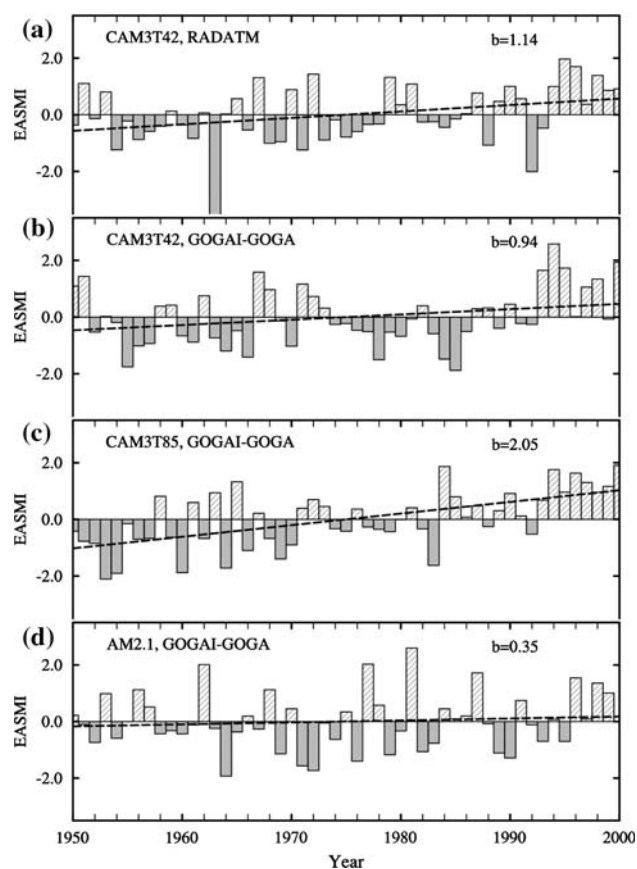 (a) CAM3T42, RADATM b=1.14
2.0
0.0
-2.0
EASMI
(b) CAM3T42, GOGAI-GOGA b=0.94
2.0
0.0
-2.0
EASMI
(c) CAM3T85, GOGAI-GOGA b=2.05
2.0
0.0
-2.0
EASMI
(d) AM2.1, GOGAI-GOGA b=0.35
2.0
0.0
-2.0
EASMI
1950 1960 1970 1980 1990 2000
Year